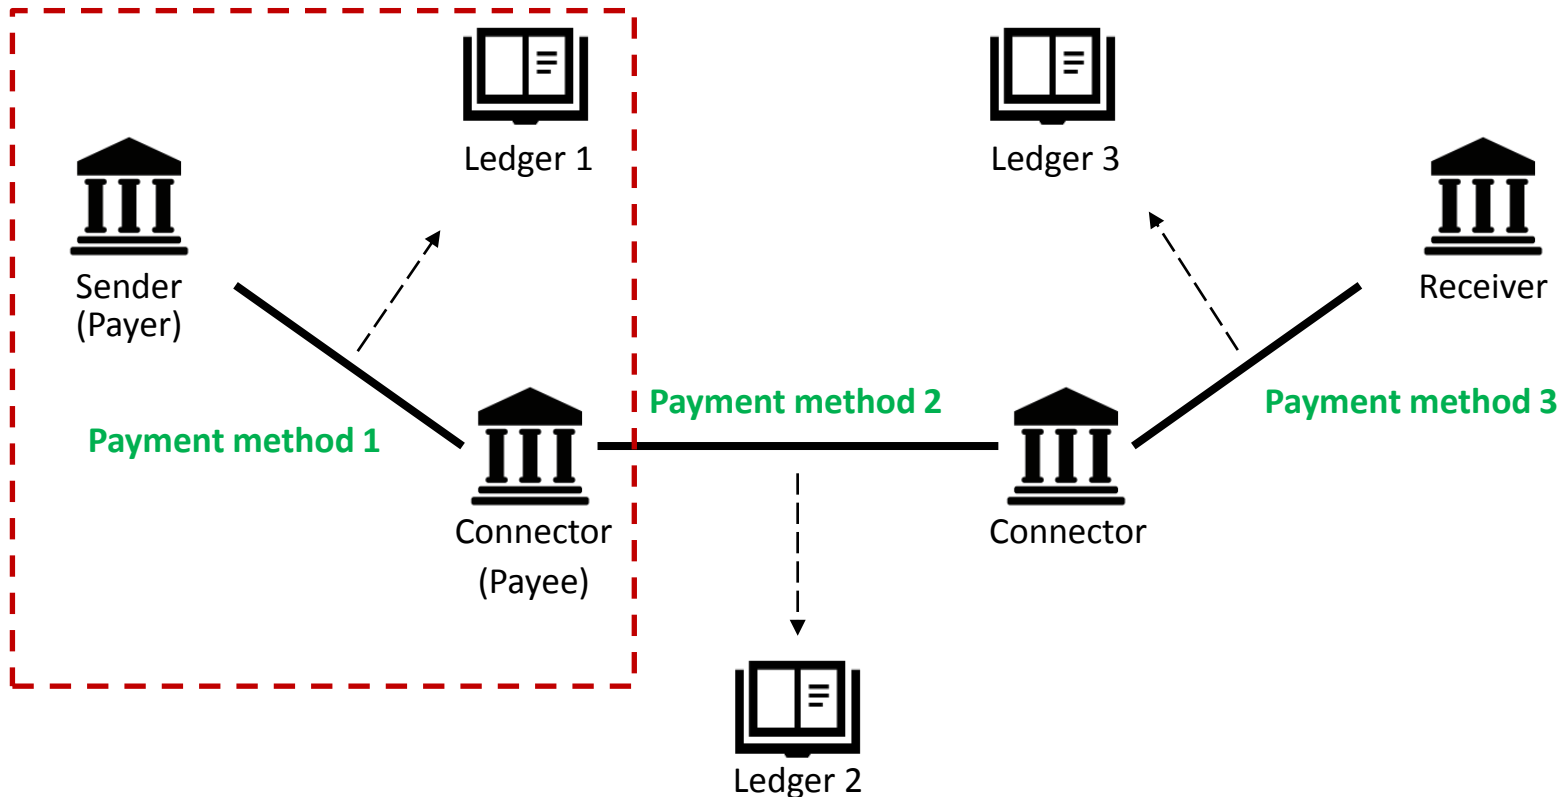 Ledger 1
Ledger 3
Sender
(Payer)
Receiver
Payment method 1
Payment method 2
Payment method 3
Connector
(Payee)
Connector
Ledger 2